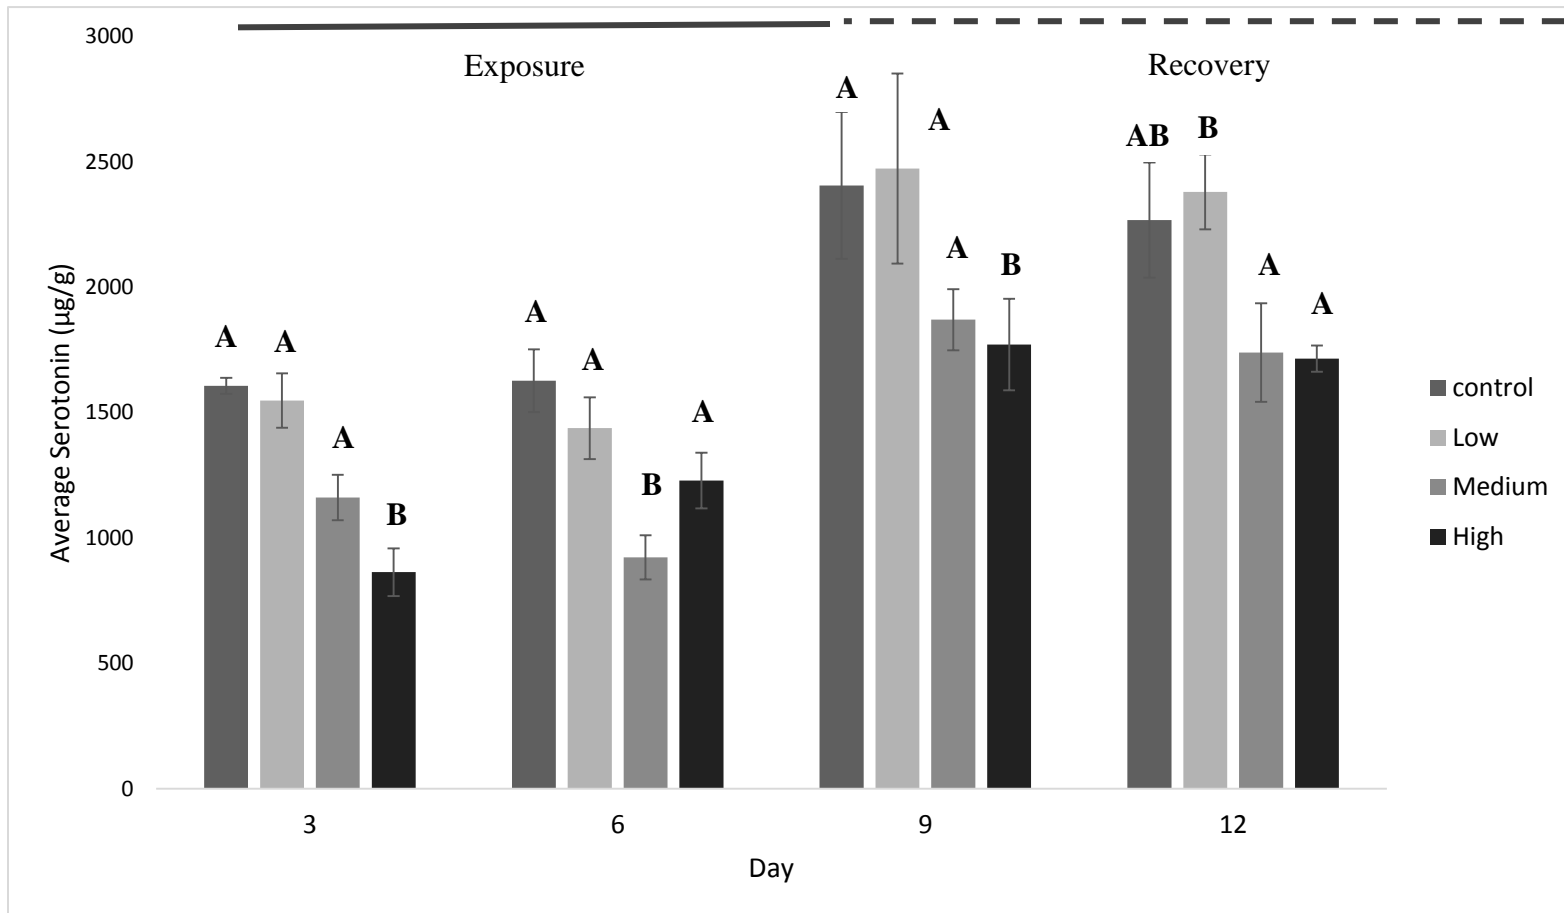 Exposure
Recovery
3000
2500
2000
1500
1000
500
0
Average Serotonin (µg/g)
A A A B
A A B A
A A A B
AB B A A
3 6 9 12
Day
control
Low
Medium
High